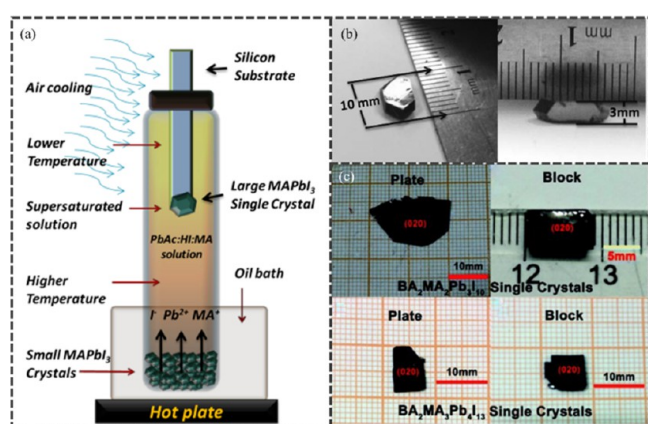 (a)
Silicon
Substrate
Air cooling
Lower
Temperature
Large MAPbI₃
Single Crystal
Supersaturated
solution
PbAc:HI:MA
solution
Higher
Temperature
Oil bath
I⁻ Pb²⁺ MA⁺
Small MAPbI₃
Crystals
Hot plate
(b)
10 mm
1 mm
3mm
(c)
Plate
Block
(020)
(020)
10mm
12 13
5mm
BA₂MA₂Pb₃I₁₀ Single Crystals
Plate
Block
(020)
(020)
10mm
10mm
BA₂MA₃Pb₄I₁₃ Single Crystals